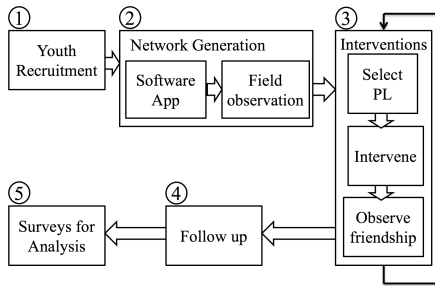 ①
Youth
Recruitment
②
Network Generation
Software
App
Field
observation
③
Interventions
Select
PL
Intervene
Observe
friendship
④
Follow up
⑤
Surveys for
Analysis